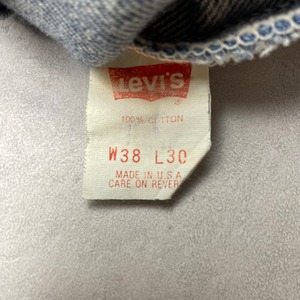 LEVI'S
®
100% COTTON
W38 L30
MADE IN U.S.A
CARE ON REVER